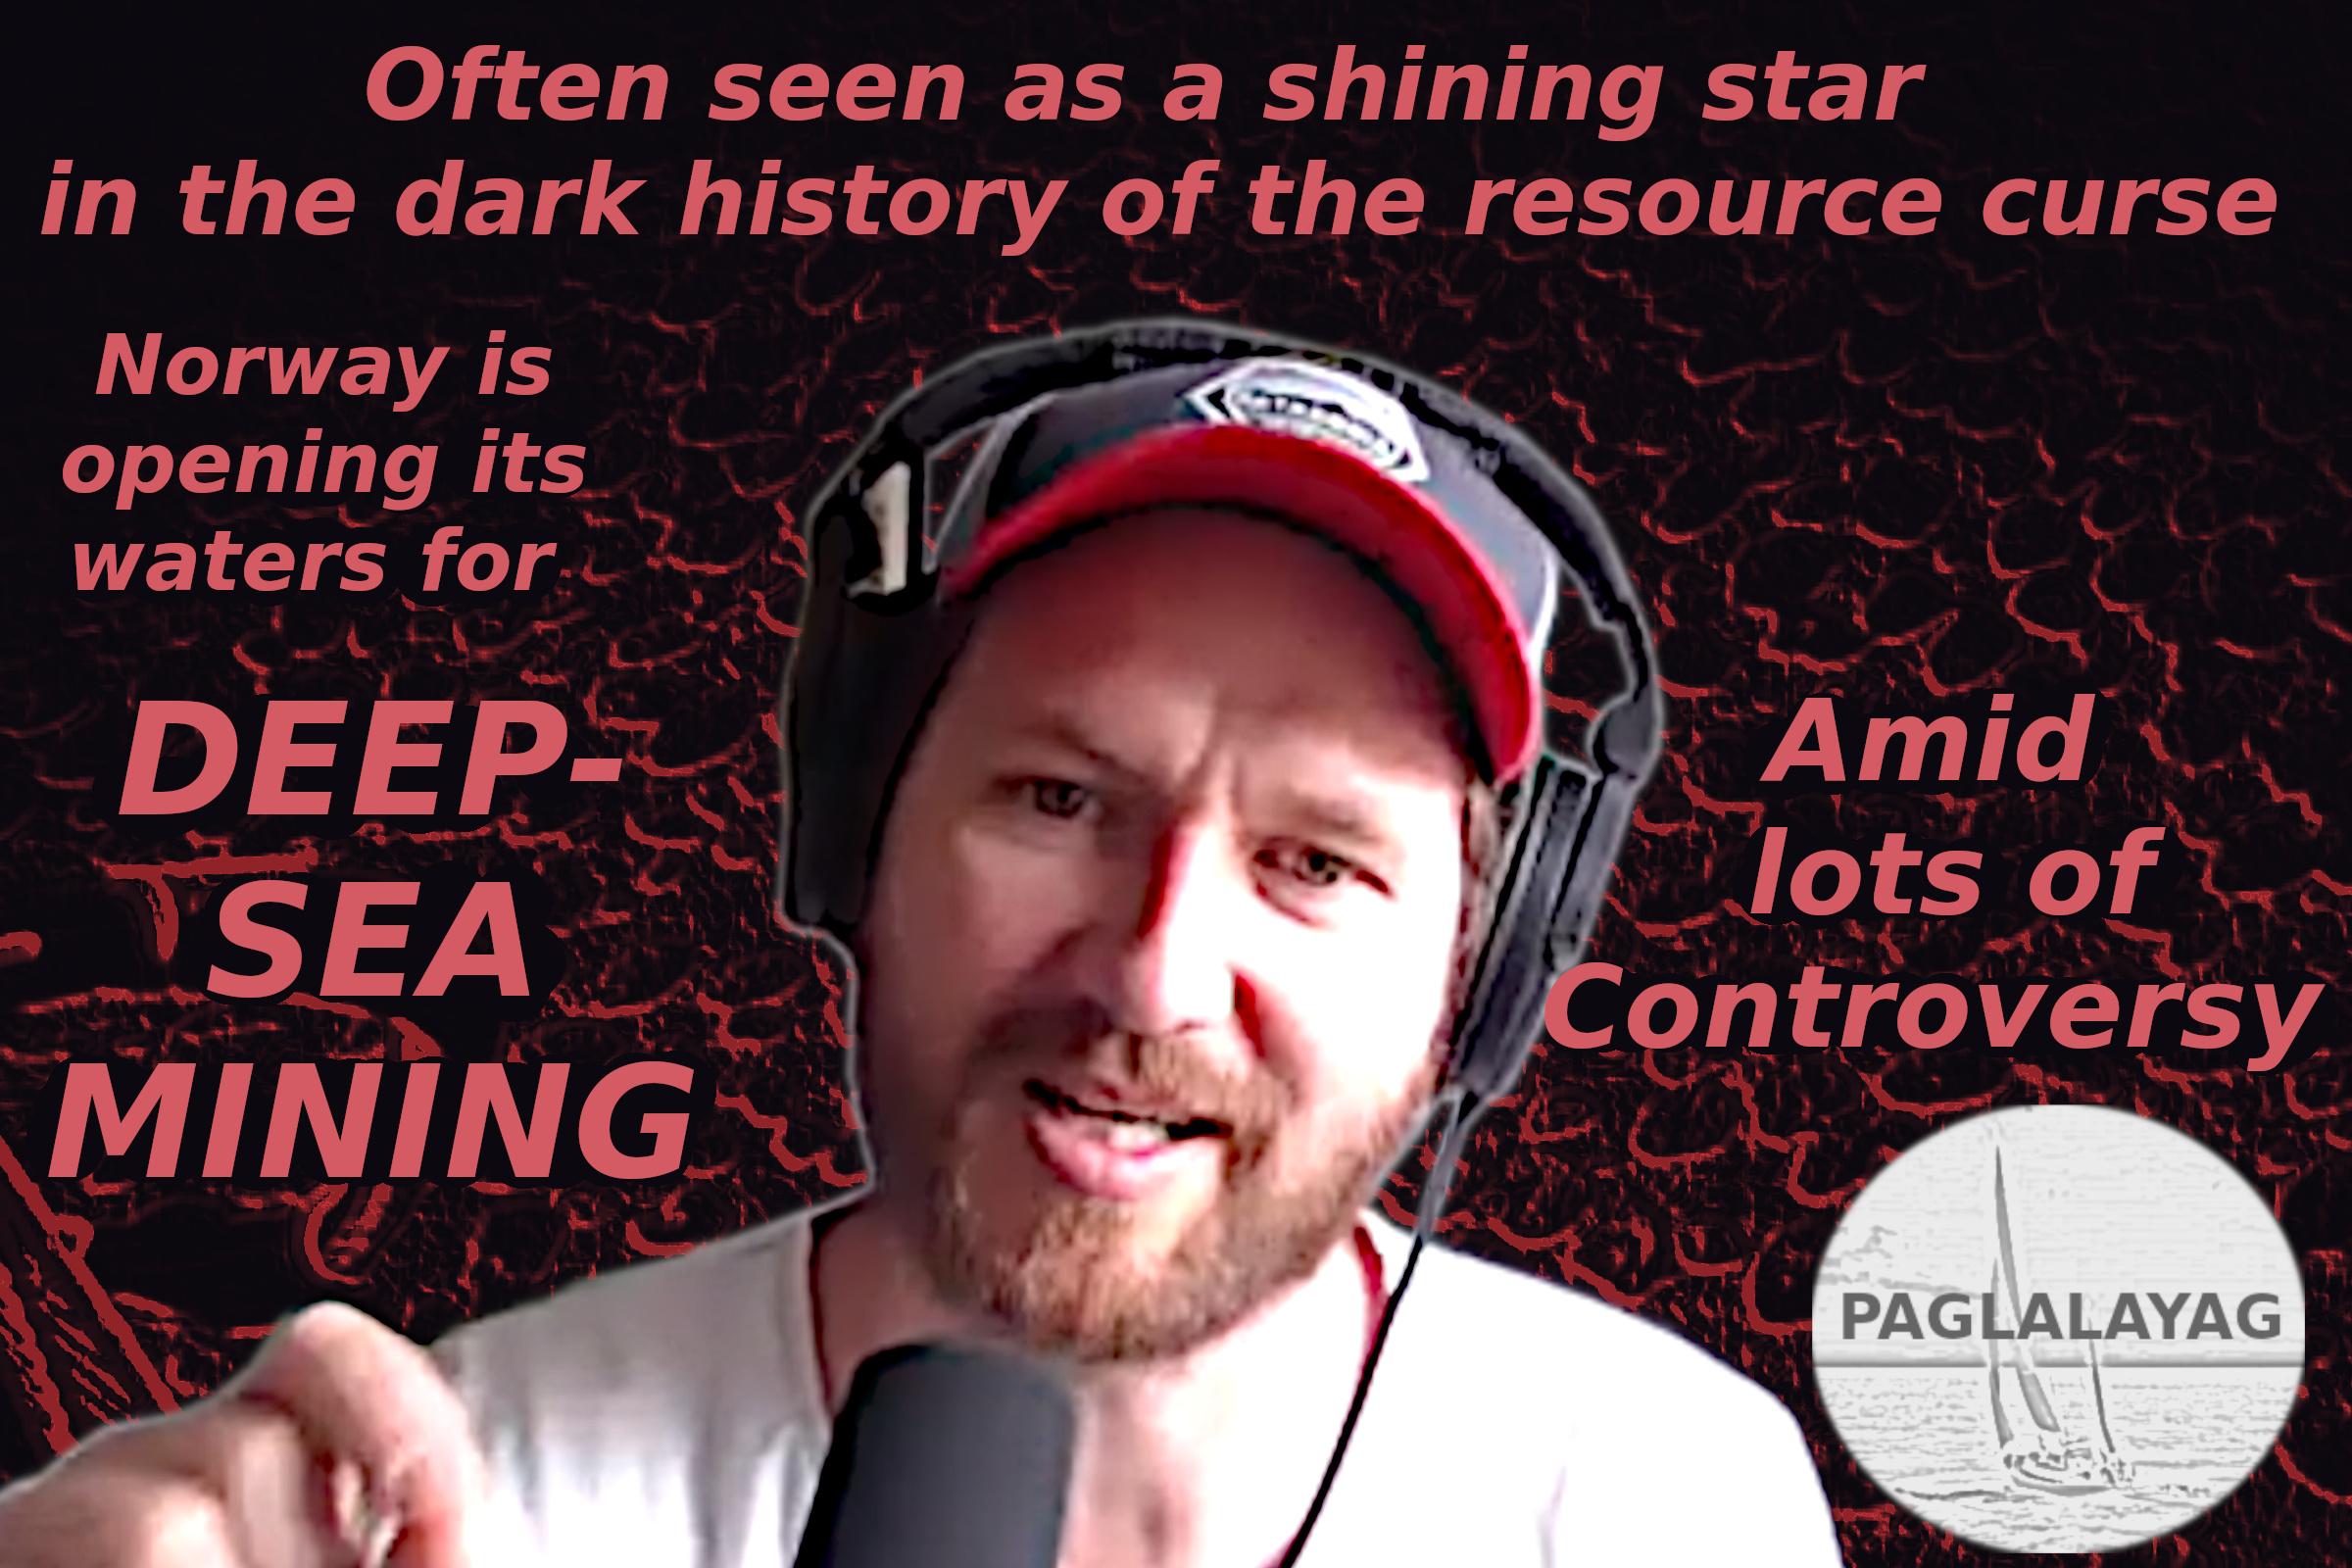 Often seen as a shining star
in the dark history of the resource curse
Norway is
opening its
waters for
DEEP-
SEA
MINING
Amid
lots of
Controversy
PAGLALAYAG